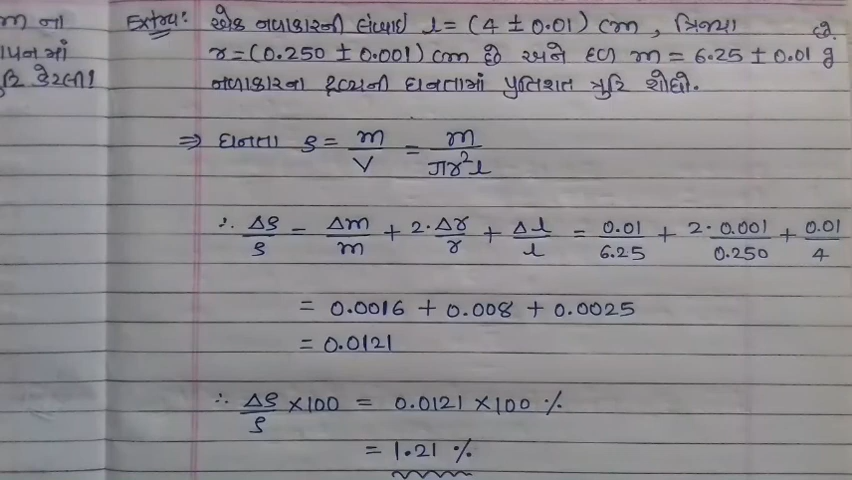 m ના
Extra: એક નળાકારની લંબાઈ l = (4 ± 0.01) cm, ત્રિજ્યા
r = (0.250 ± 0.001) cm છે અને દળ m = 6.25 ± 0.01 g છે.
નળાકારના દ્રવ્યની ઘનતામાં પ્રતિશત ત્રુટિ શોધો.
⇒ ઘનતા ρ = m/V = m/πr²l
∴ Δρ/ρ = Δm/m + 2·Δr/r + Δl/l = 0.01/6.25 + 2·0.001/0.250 + 0.01/4
= 0.0016 + 0.008 + 0.0025
= 0.0121
∴ Δρ/ρ ×100 = 0.0121 ×100 %
= 1.21 %